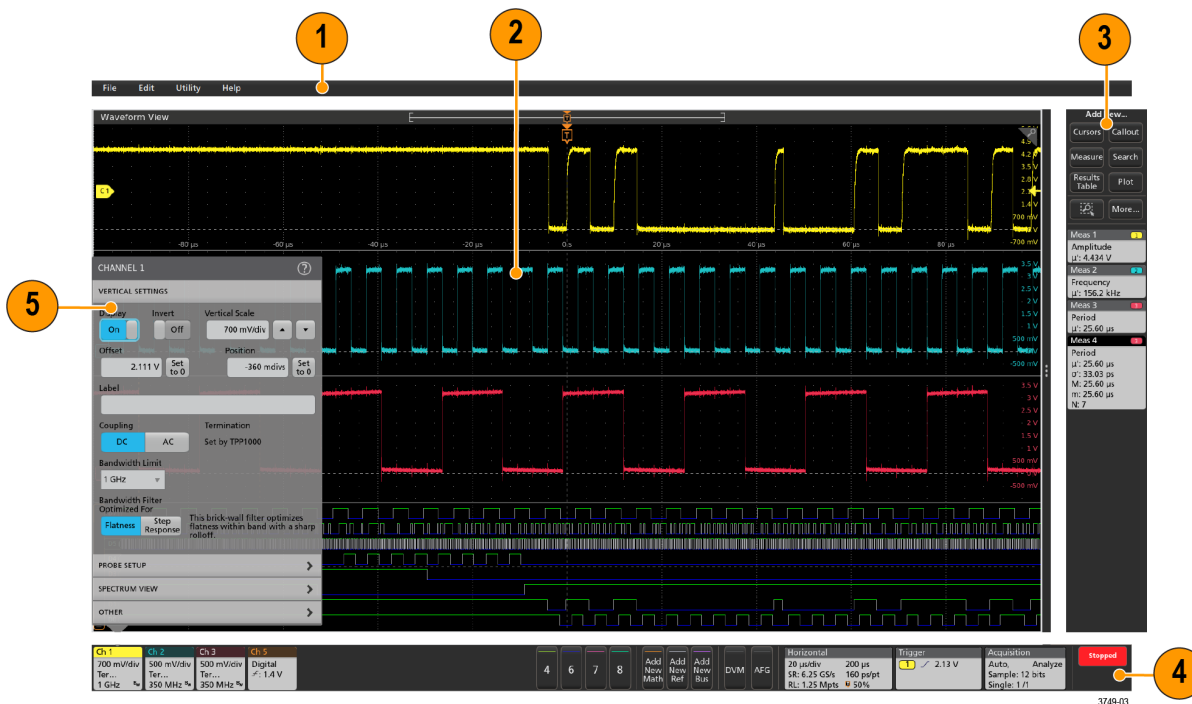 1
2
3
File Edit Utility Help
Waveform View
Add New...
Cursors Callout
Measure Search
Results Table Plot
More...
T
T
C1
4.2 V
3.5 V
2.8 V
1.4 V
700 mV
-700 mV
-80 µs -60 µs -40 µs -20 µs 0 s 20 µs 40 µs 60 µs 80 µs
Meas 1 1
Amplitude
µ': 4.434 V
Meas 2 2
Frequency
µ': 156.2 kHz
Meas 3 3
Period
µ': 25.60 µs
Meas 4 3
Period
µ': 25.60 µs
σ': 33.03 ps
M: 25.60 µs
m: 25.60 µs
N: 7
3.5 V
2.5 V
2 V
1.5 V
1 V
500 mV
-500 mV
3.5 V
3 V
2.5 V
2 V
1 V
500 mV
-500 mV
5
CHANNEL 1 ?
VERTICAL SETTINGS
Display Invert Vertical Scale
On Off 700 mV/div
Offset Position
2.111 V Set to 0 -360 mdivs Set to 0
Label
Coupling Termination
DC AC Set by TPP1000
Bandwidth Limit
1 GHz
Bandwidth Filter
Optimized For
Flatness Step Response
This brick-wall filter optimizes
flatness within band with a sharp
rolloff.
PROBE SETUP
SPECTRUM VIEW
OTHER
Ch 1
700 mV/div
Ter...
1 GHz
Ch 2
500 mV/div
Ter...
350 MHz
Ch 3
500 mV/div
Ter...
350 MHz
Ch 5
Digital
: 1.4 V
4 6 7 8
Add New Math
Add New Ref
Add New Bus
DVM AFG
Horizontal
20 µs/div 200 µs
SR: 6.25 GS/s 160 ps/pt
RL: 1.25 Mpts 50%
Trigger
1 2.13 V
Acquisition
Auto, Analyze
Sample: 12 bits
Single: 1 /1
Stopped
4
3749-03